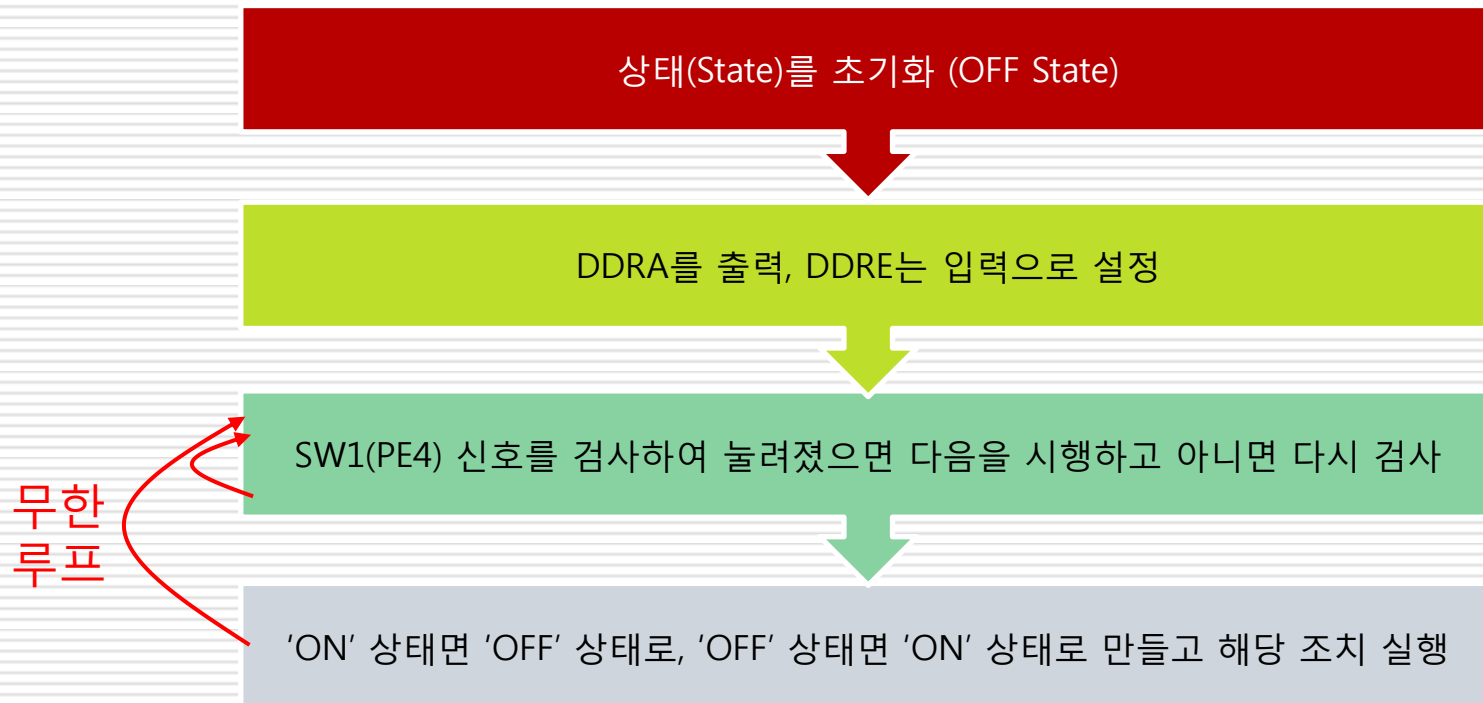 상태(State)를 초기화 (OFF State)
DDRA를 출력, DDRE는 입력으로 설정
SW1(PE4) 신호를 검사하여 눌려졌으면 다음을 시행하고 아니면 다시 검사
무한
루프
‘ON’ 상태면 ‘OFF’ 상태로, ‘OFF’ 상태면 ‘ON’ 상태로 만들고 해당 조치 실행